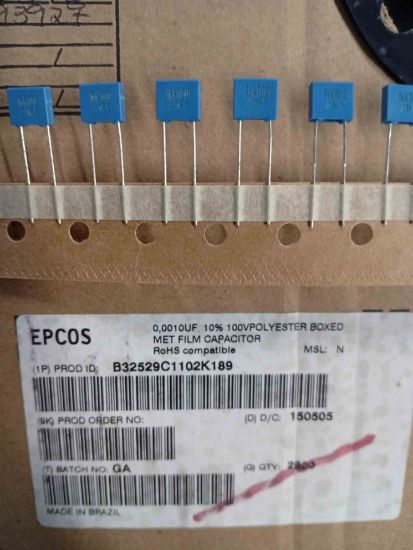 EPCOS
0,0010UF, 10% 100VPOLYESTER BOXED
MET FILM CAPACITOR
RoHS compatible
MSL: N
(1P) PROD ID: B32529C1102K189
(9K) PROD ORDER NO:
(D) D/C: 150505
(T) BATCH NO: GA
(Q) QTY: 2800
MADE IN BRAZIL